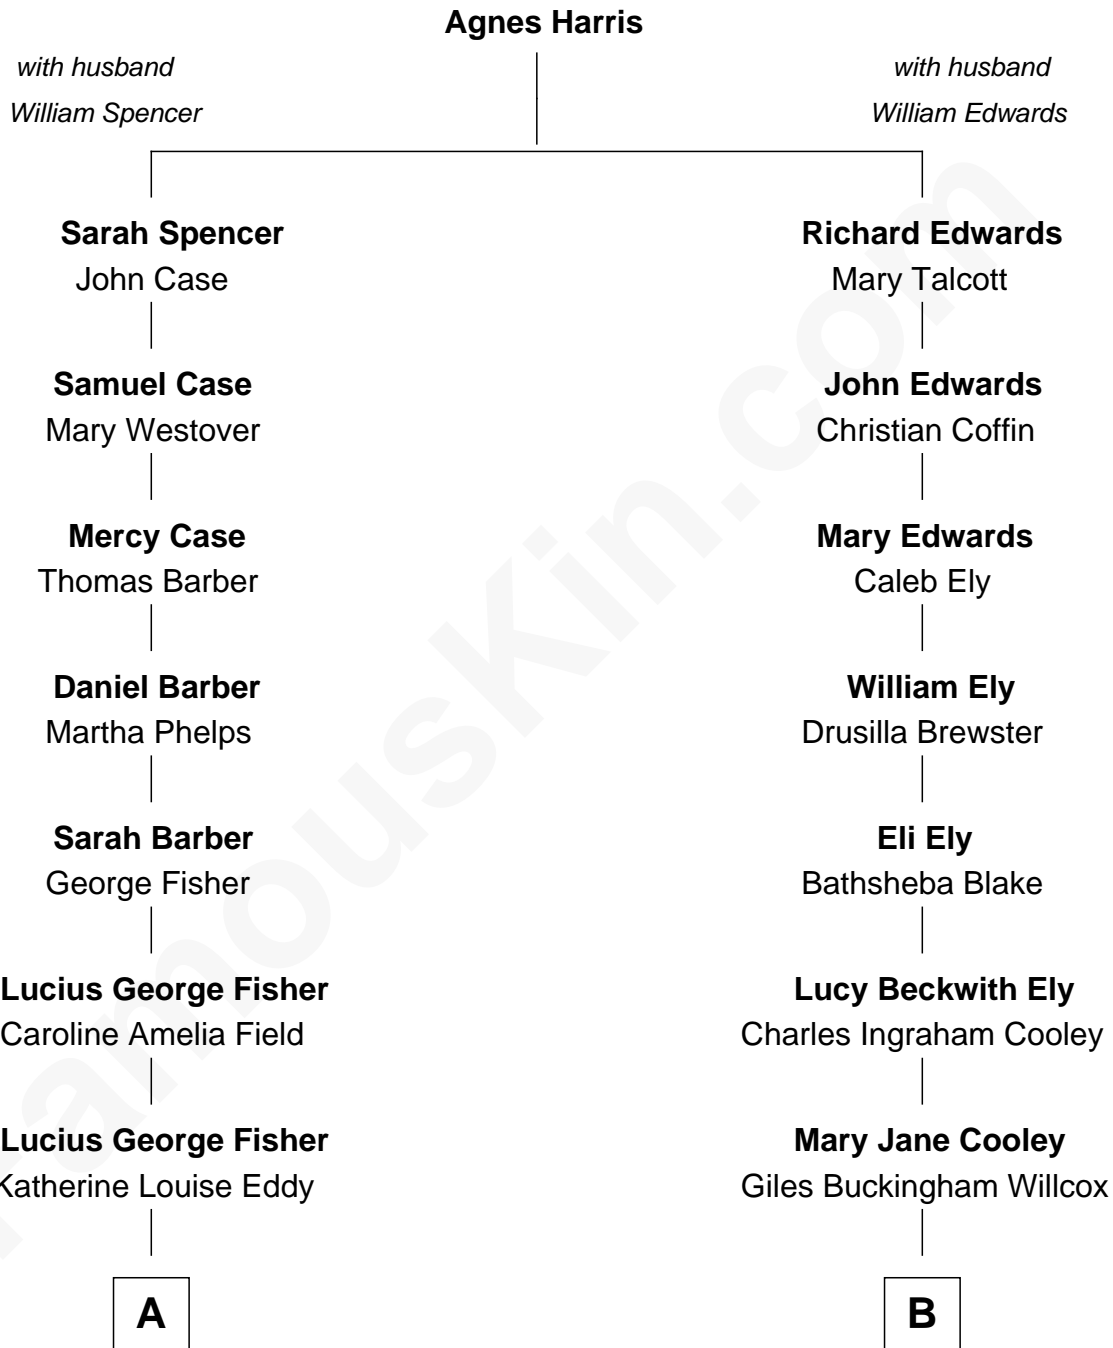 Agnes Harris
with husband
William Spencer
with husband
William Edwards
Sarah Spencer
John Case
Richard Edwards
Mary Talcott
Samuel Case
Mary Westover
John Edwards
Christian Coffin
Mercy Case
Thomas Barber
Mary Edwards
Caleb Ely
Daniel Barber
Martha Phelps
William Ely
Drusilla Brewster
Sarah Barber
George Fisher
Eli Ely
Bathsheba Blake
Lucius George Fisher
Caroline Amelia Field
Lucy Beckwith Ely
Charles Ingraham Cooley
Lucius George Fisher
Katherine Louise Eddy
Mary Jane Cooley
Giles Buckingham Willcox
A
B
FamousKin.com